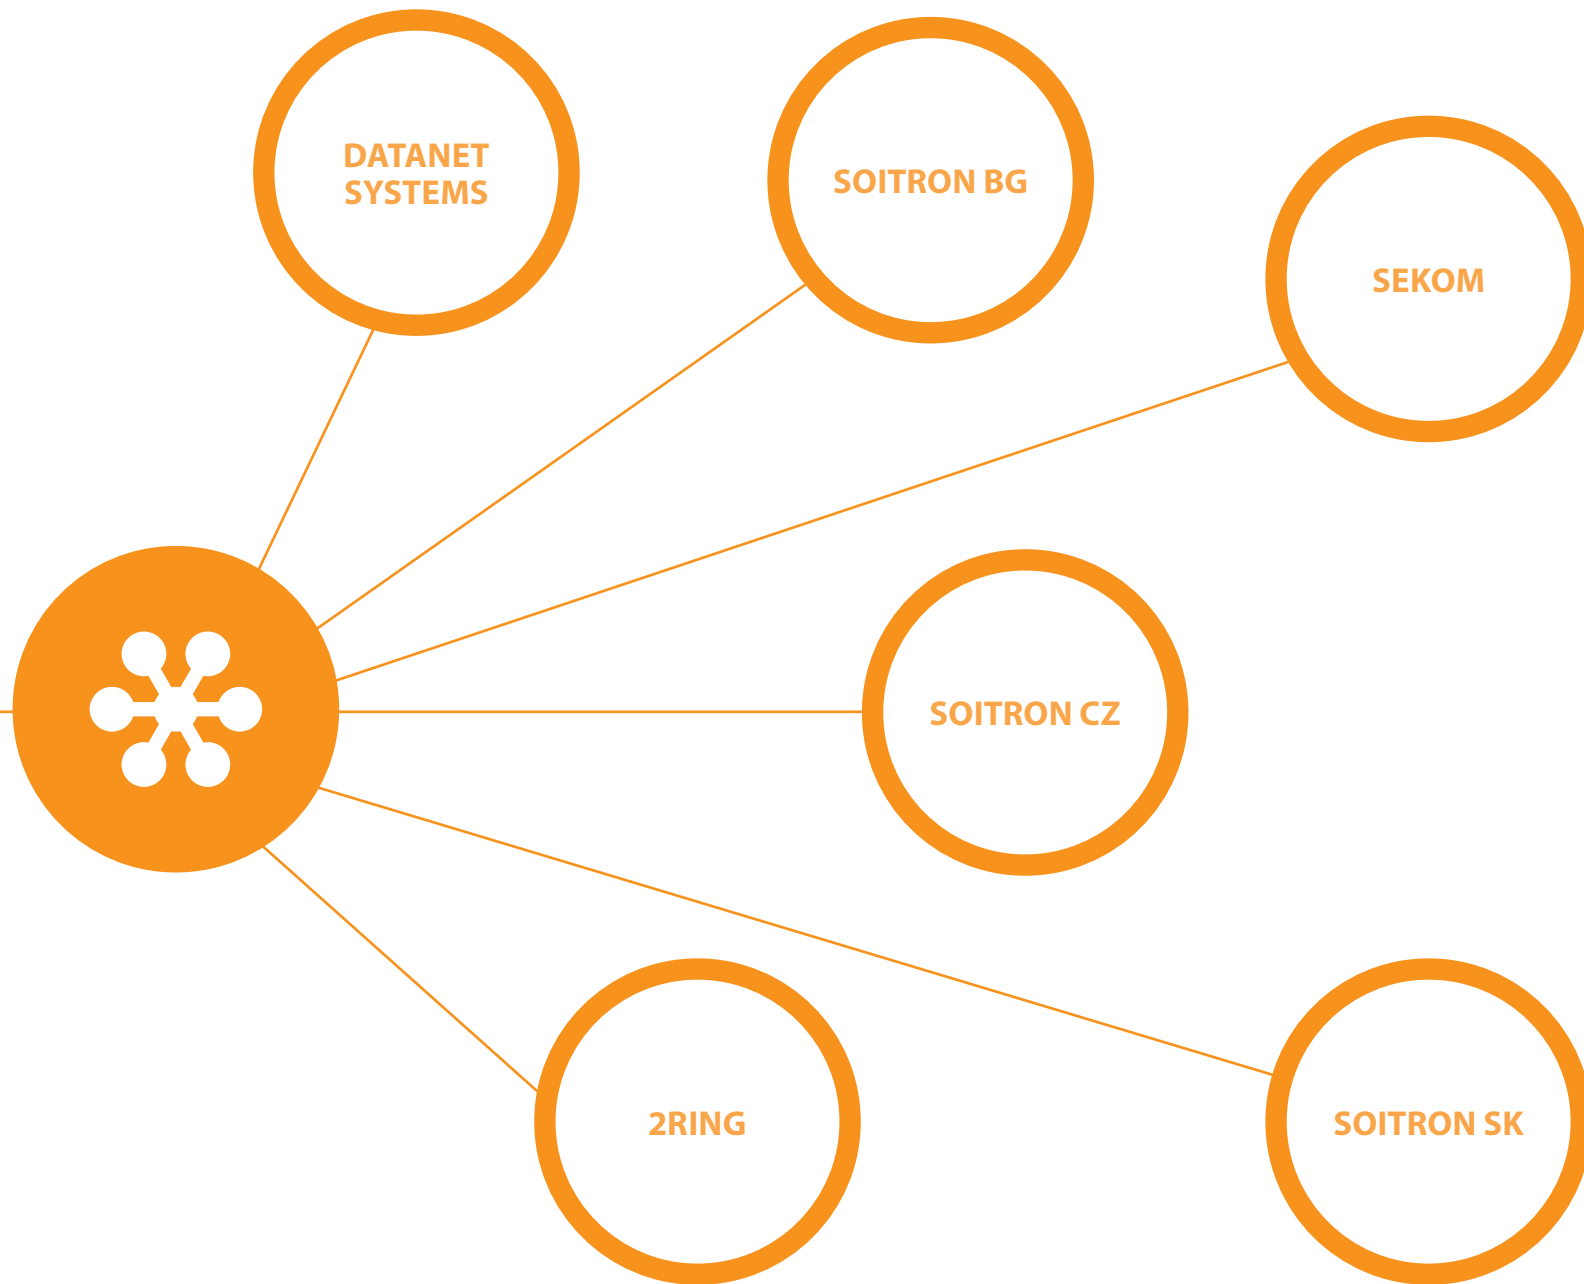 DATANET
SYSTEMS
SOITRON BG
SEKOM
SOITRON CZ
2RING
SOITRON SK